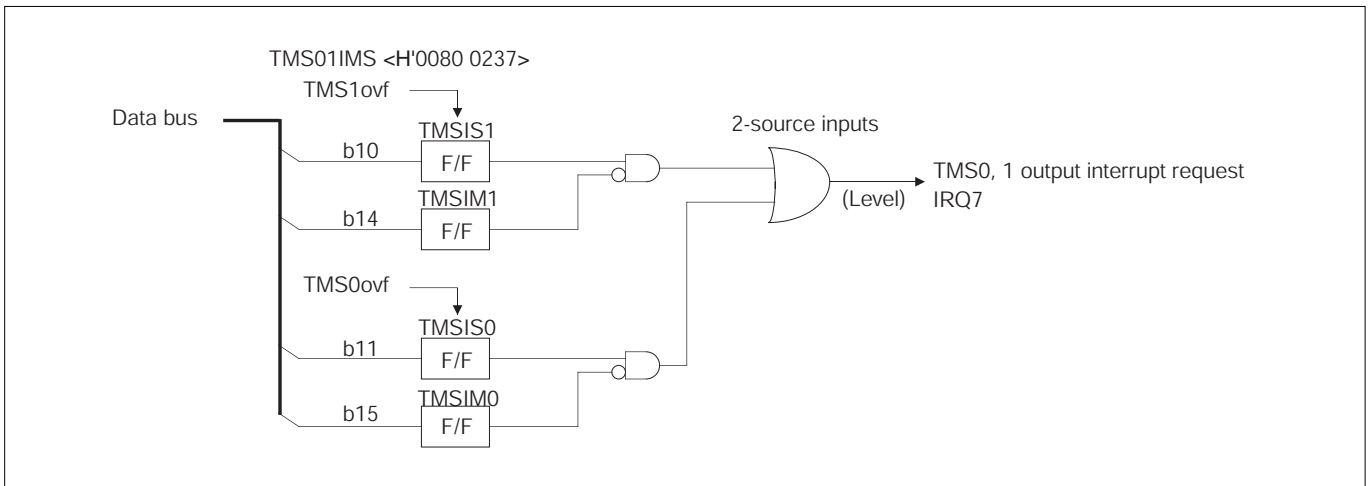 TMS01IMS <H'0080 0237>
TMS1ovf
Data bus
TMSIS1
2-source inputs
b10
F/F
TMS0, 1 output interrupt request
(Level)
IRQ7
TMSIM1
b14
F/F
TMS0ovf
TMSIS0
b11
F/F
TMSIM0
b15
F/F